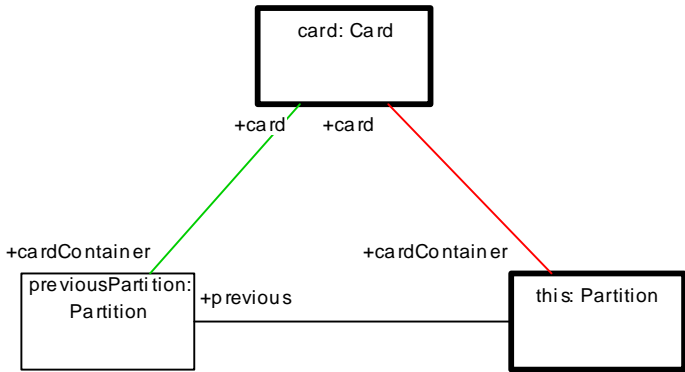 card: Card
+card
+card
+cardContainer
+cardContainer
previousPartition:
Partition
+previous
this: Partition